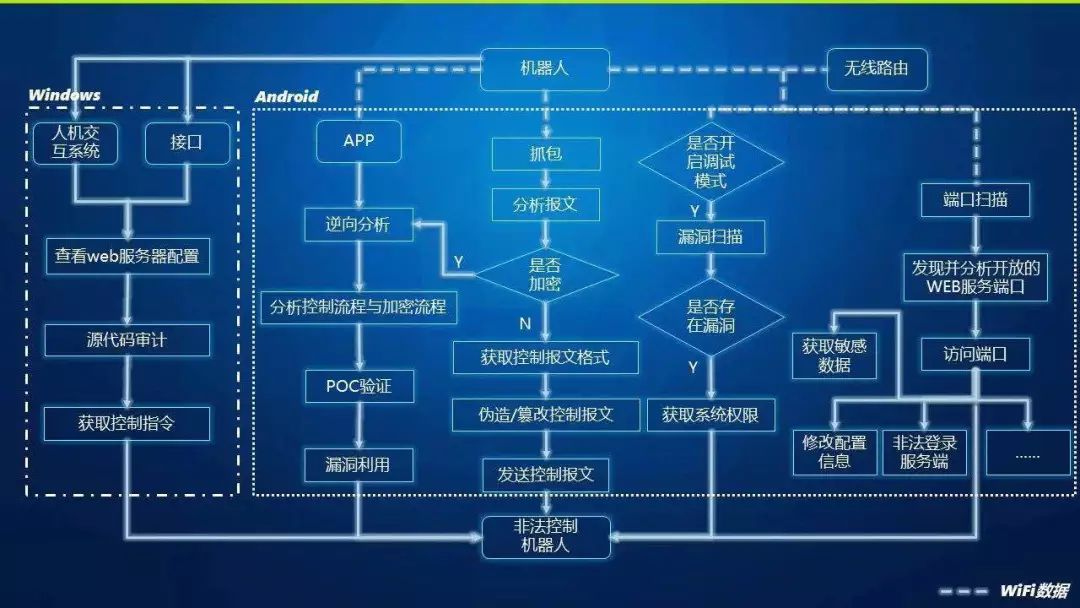 机器人
无线路由
Windows
Android
人机交
互系统
接口
查看web服务器配置
源代码审计
获取控制指令
APP
逆向分析
分析控制流程与加密流程
POC验证
漏洞利用
抓包
分析报文
是否
加密
Y
N
获取控制报文格式
伪造/篡改控制报文
发送控制报文
是否开
启调试
模式
Y
漏洞扫描
是否存
在漏洞
Y
获取系统权限
端口扫描
发现并分析开放的
WEB服务端口
访问端口
获取敏感
数据
修改配置
信息
非法登录
服务端
......
非法控制
机器人
WiFi数据